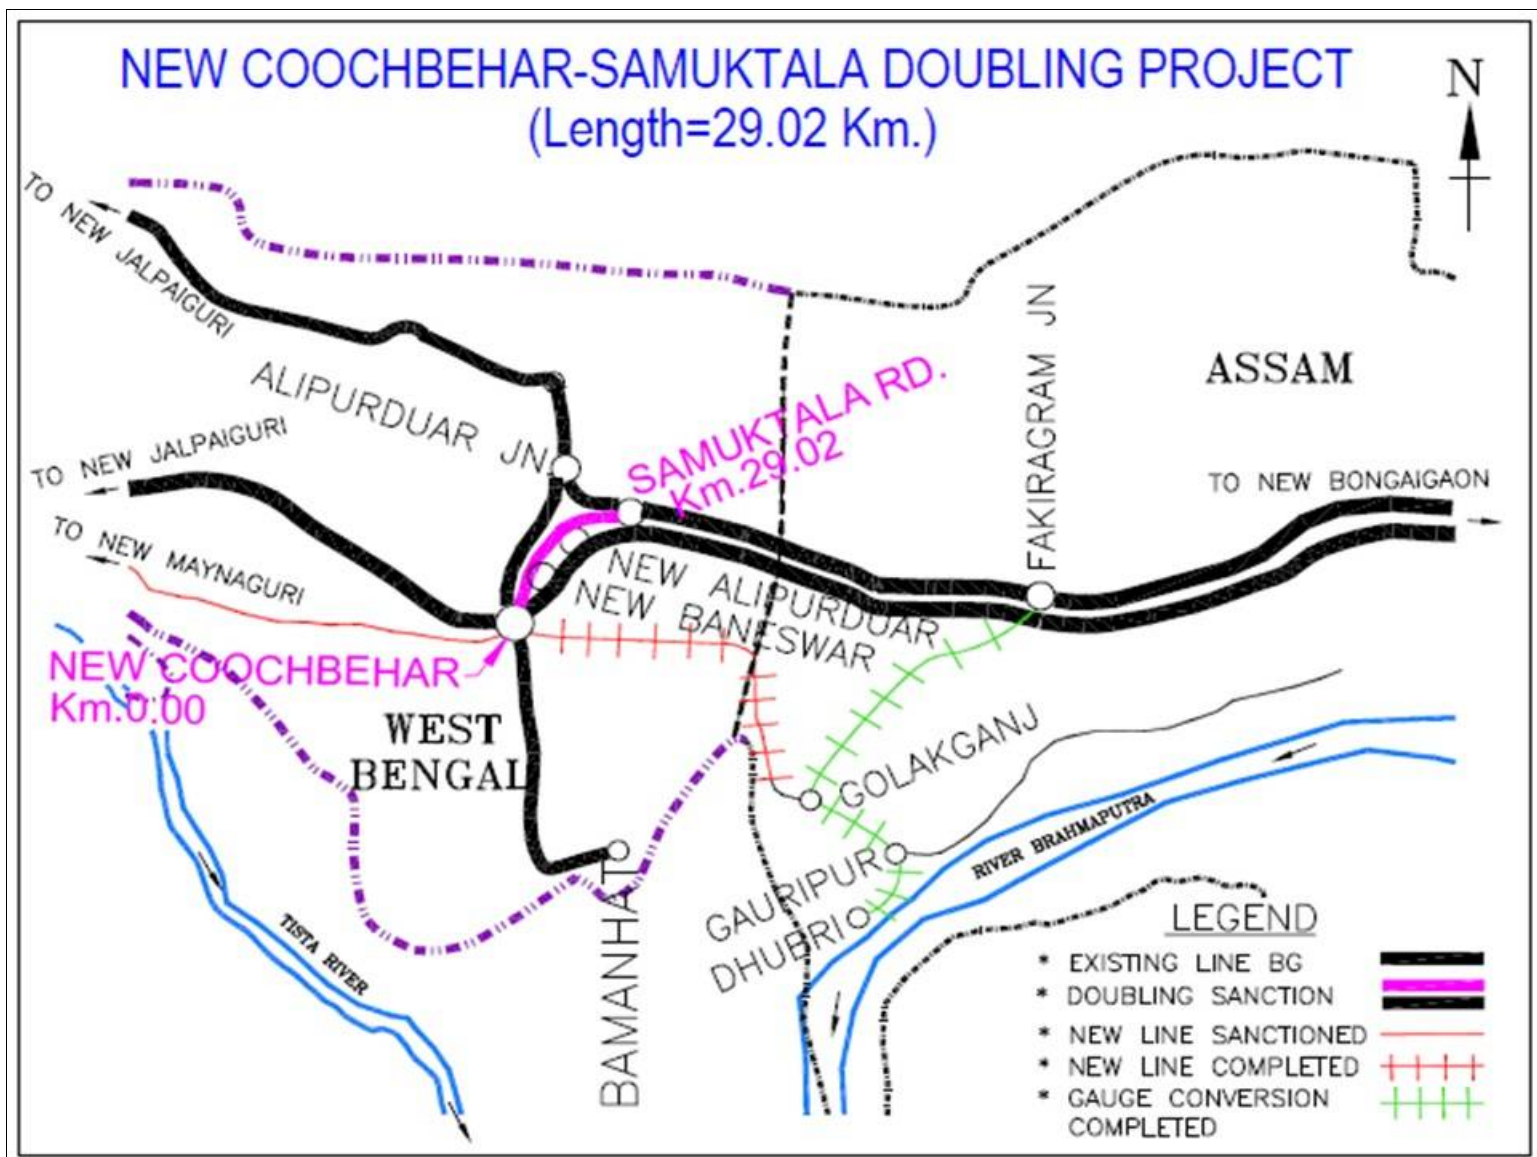 NEW COOCHBEHAR-SAMUKTALA DOUBLING PROJECT
(Length=29.02 Km.)
N
TO NEW JALPAIGURI
ALIPURDUAR JN.
SAMUKTALA RD.
Km.29.02
FAKIRAGRAM JN
ASSAM
TO NEW JALPAIGURI
TO NEW BONGAIGAON
TO NEW MAYNAGURI
NEW ALIPURDUAR
NEW BANESWAR
NEW COOCHBEHAR
Km.0.00
WEST
BENGAL
GOLAKGANJ
RIVER BRAHMAPUTRA
GAURIPUR
DHUBRI
BAMANHAT
TISTA RIVER
LEGEND
* EXISTING LINE BG
* DOUBLING SANCTION
* NEW LINE SANCTIONED
* NEW LINE COMPLETED
* GAUGE CONVERSION
COMPLETED